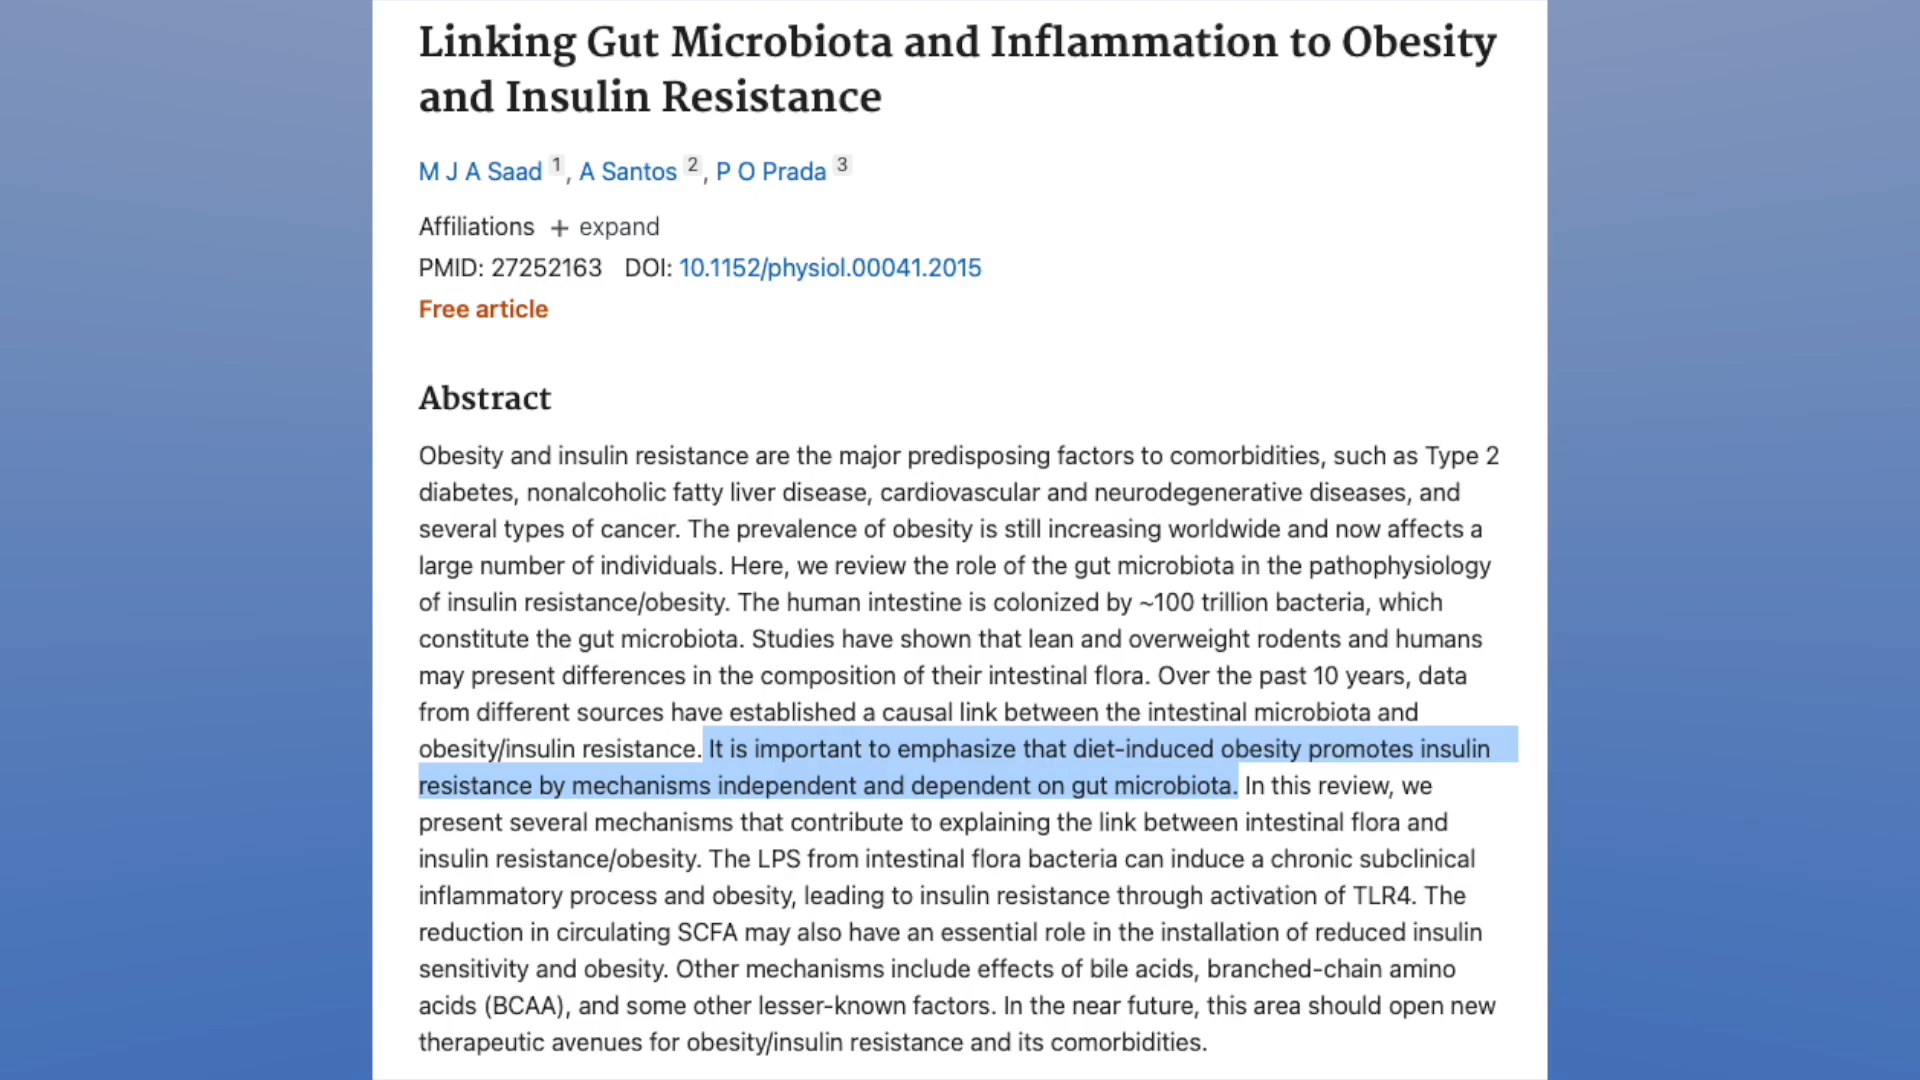 Linking Gut Microbiota and Inflammation to Obesity
and Insulin Resistance
M J A Saad 1, A Santos 2, P O Prada 3
Affiliations + expand
PMID: 27252163 DOI: 10.1152/physiol.00041.2015
Free article
Abstract
Obesity and insulin resistance are the major predisposing factors to comorbidities, such as Type 2
diabetes, nonalcoholic fatty liver disease, cardiovascular and neurodegenerative diseases, and
several types of cancer. The prevalence of obesity is still increasing worldwide and now affects a
large number of individuals. Here, we review the role of the gut microbiota in the pathophysiology
of insulin resistance/obesity. The human intestine is colonized by ~100 trillion bacteria, which
constitute the gut microbiota. Studies have shown that lean and overweight rodents and humans
may present differences in the composition of their intestinal flora. Over the past 10 years, data
from different sources have established a causal link between the intestinal microbiota and
obesity/insulin resistance. It is important to emphasize that diet-induced obesity promotes insulin
resistance by mechanisms independent and dependent on gut microbiota. In this review, we
present several mechanisms that contribute to explaining the link between intestinal flora and
insulin resistance/obesity. The LPS from intestinal flora bacteria can induce a chronic subclinical
inflammatory process and obesity, leading to insulin resistance through activation of TLR4. The
reduction in circulating SCFA may also have an essential role in the installation of reduced insulin
sensitivity and obesity. Other mechanisms include effects of bile acids, branched-chain amino
acids (BCAA), and some other lesser-known factors. In the near future, this area should open new
therapeutic avenues for obesity/insulin resistance and its comorbidities.